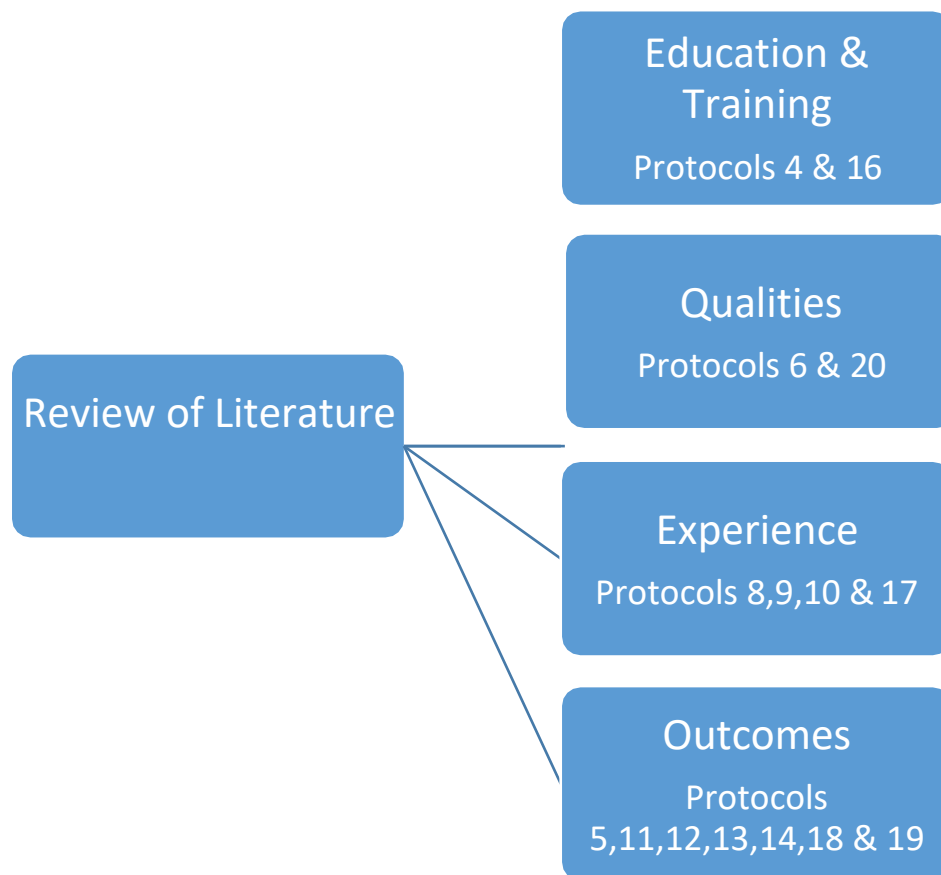 Education &
Training
Protocols 4 & 16
Qualities
Protocols 6 & 20
Review of Literature
Experience
Protocols 8,9,10 & 17
Outcomes
Protocols
5,11,12,13,14,18 & 19